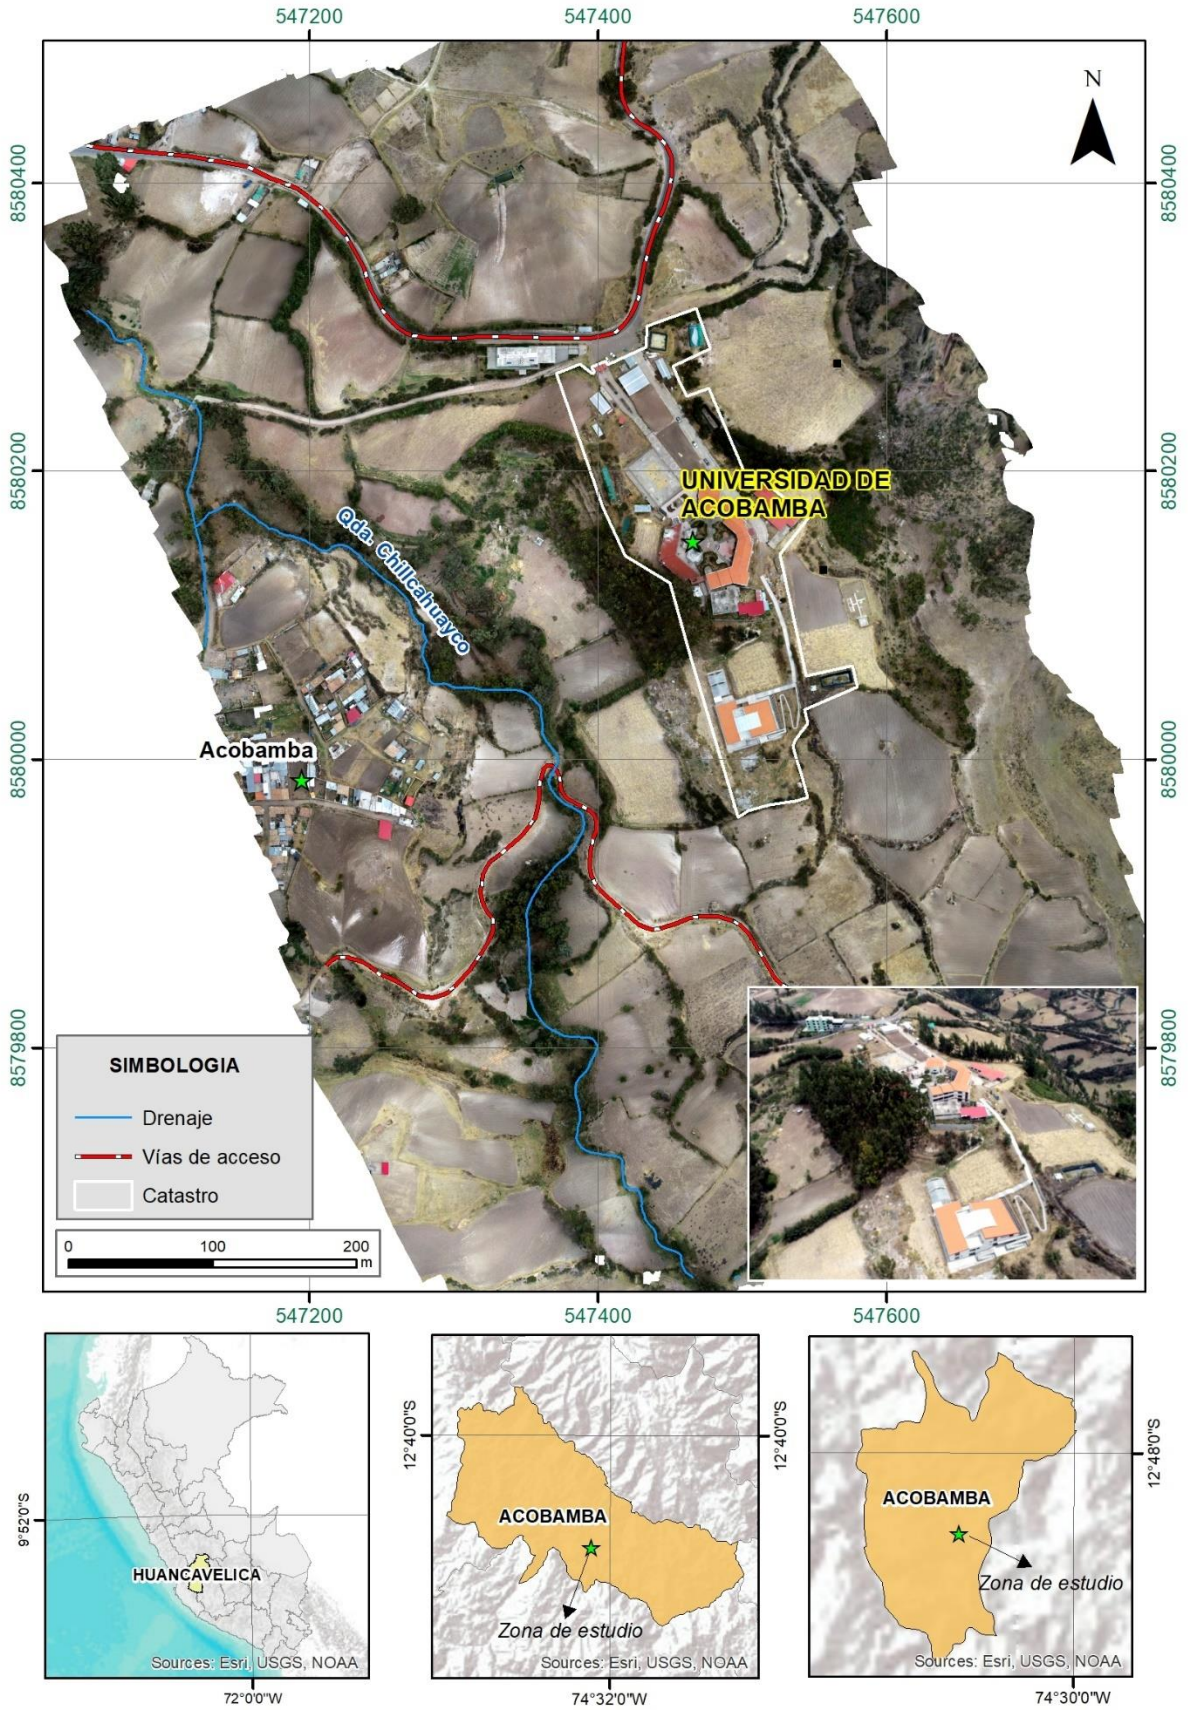 547200
547400
547600
N
8580400
8580400
8580200
8580200
UNIVERSIDAD DE
ACOBAMBA
Qda. Chillcahuayco
Acobamba
8580000
8580000
8579800
8579800
SIMBOLOGIA
Drenaje
Vías de acceso
Catastro
0 100 200
m
547200
547400
547600
9°52'0"S
HUANCAVELICA
Sources: Esri, USGS, NOAA
72°0'0"W
12°40'0"S
12°40'0"S
ACOBAMBA
Zona de estudio
Sources: Esri, USGS, NOAA
74°32'0"W
12°48'0"S
ACOBAMBA
Zona de estudio
Sources: Esri, USGS, NOAA
74°30'0"W